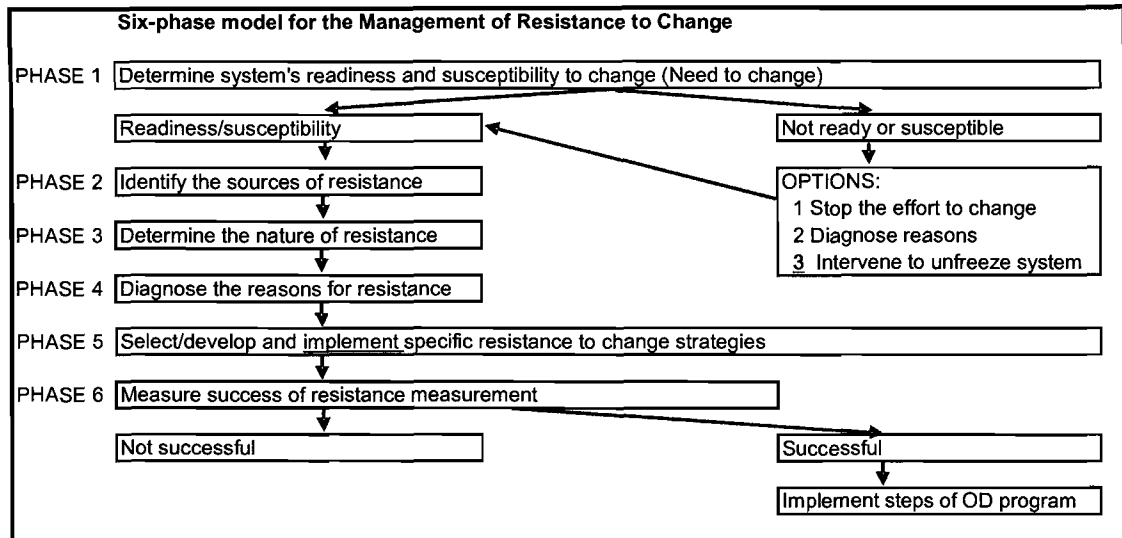 Six-phase model for the Management of Resistance to Change
PHASE 1 Determine system's readiness and susceptibility to change (Need to change)
Readiness/susceptibility
Not ready or susceptible
PHASE 2 Identify the sources of resistance
OPTIONS:
1 Stop the effort to change
2 Diagnose reasons
3 Intervene to unfreeze system
PHASE 3 Determine the nature of resistance
PHASE 4 Diagnose the reasons for resistance
PHASE 5 Select/develop and implement specific resistance to change strategies
PHASE 6 Measure success of resistance measurement
Not successful
Successful
Implement steps of OD program